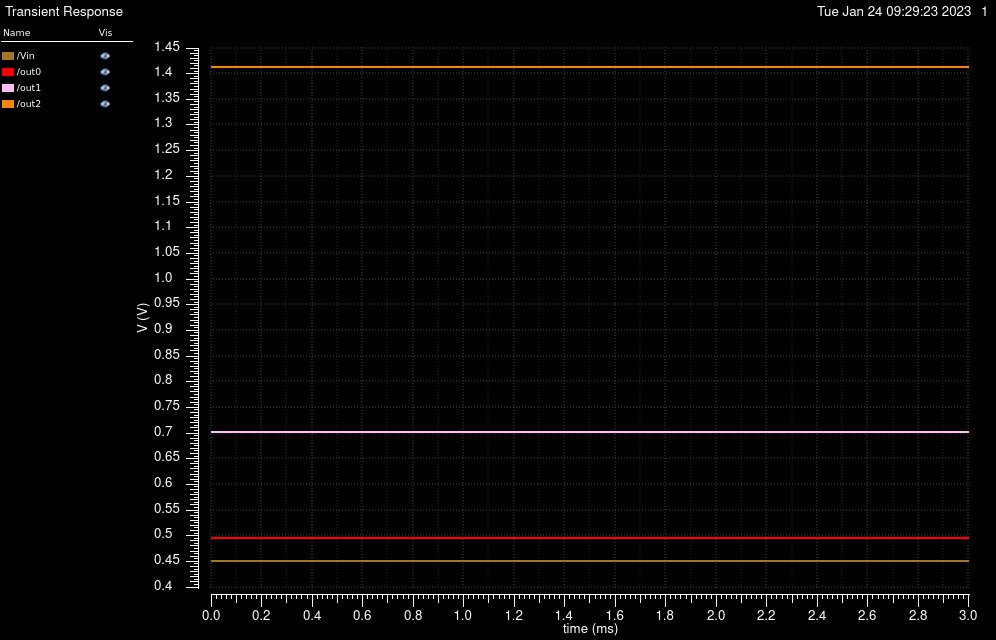 Transient Response
Tue Jan 24 09:29:23 2023 1
Name Vis
/Vin
/out0
/out1
/out2
1.45
1.4
1.35
1.3
1.25
1.2
1.15
1.1
1.05
1.0
0.95
0.9
0.85
0.8
0.75
0.7
0.65
0.6
0.55
0.5
0.45
0.4
V (V)
0.0 0.2 0.4 0.6 0.8 1.0 1.2 1.4 1.6 1.8 2.0 2.2 2.4 2.6 2.8 3.0
time (ms)